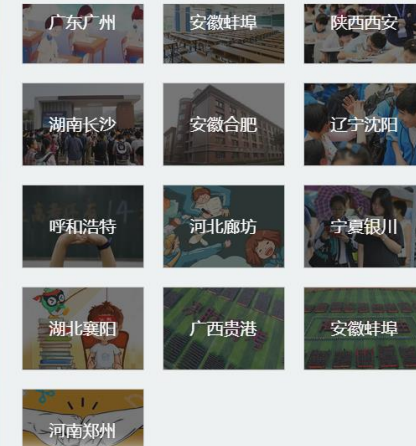 广东广州
安徽蚌埠
陕西西安
湖南长沙
安徽合肥
辽宁沈阳
呼和浩特
河北廊坊
宁夏银川
湖北襄阳
广西贵港
安徽蚌埠
河南郑州